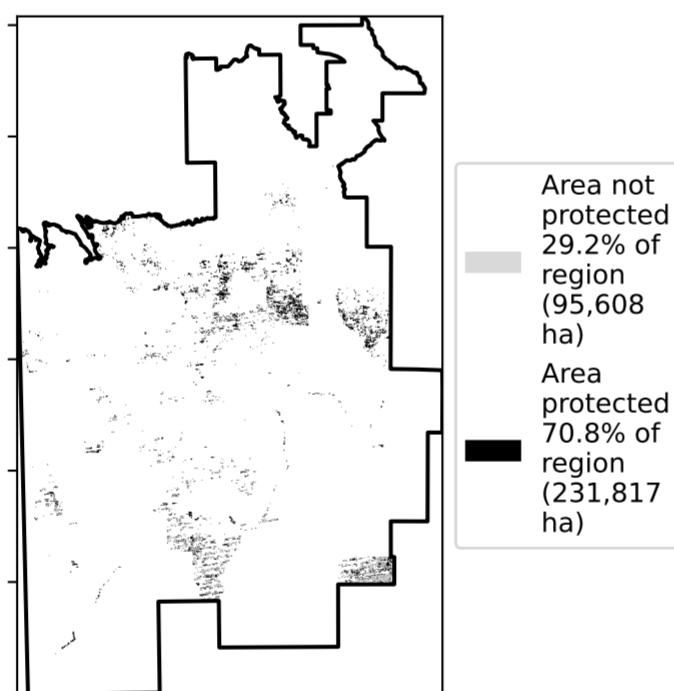 Area not
protected
29.2% of
region
(95,608
ha)
Area
protected
70.8% of
region
(231,817
ha)